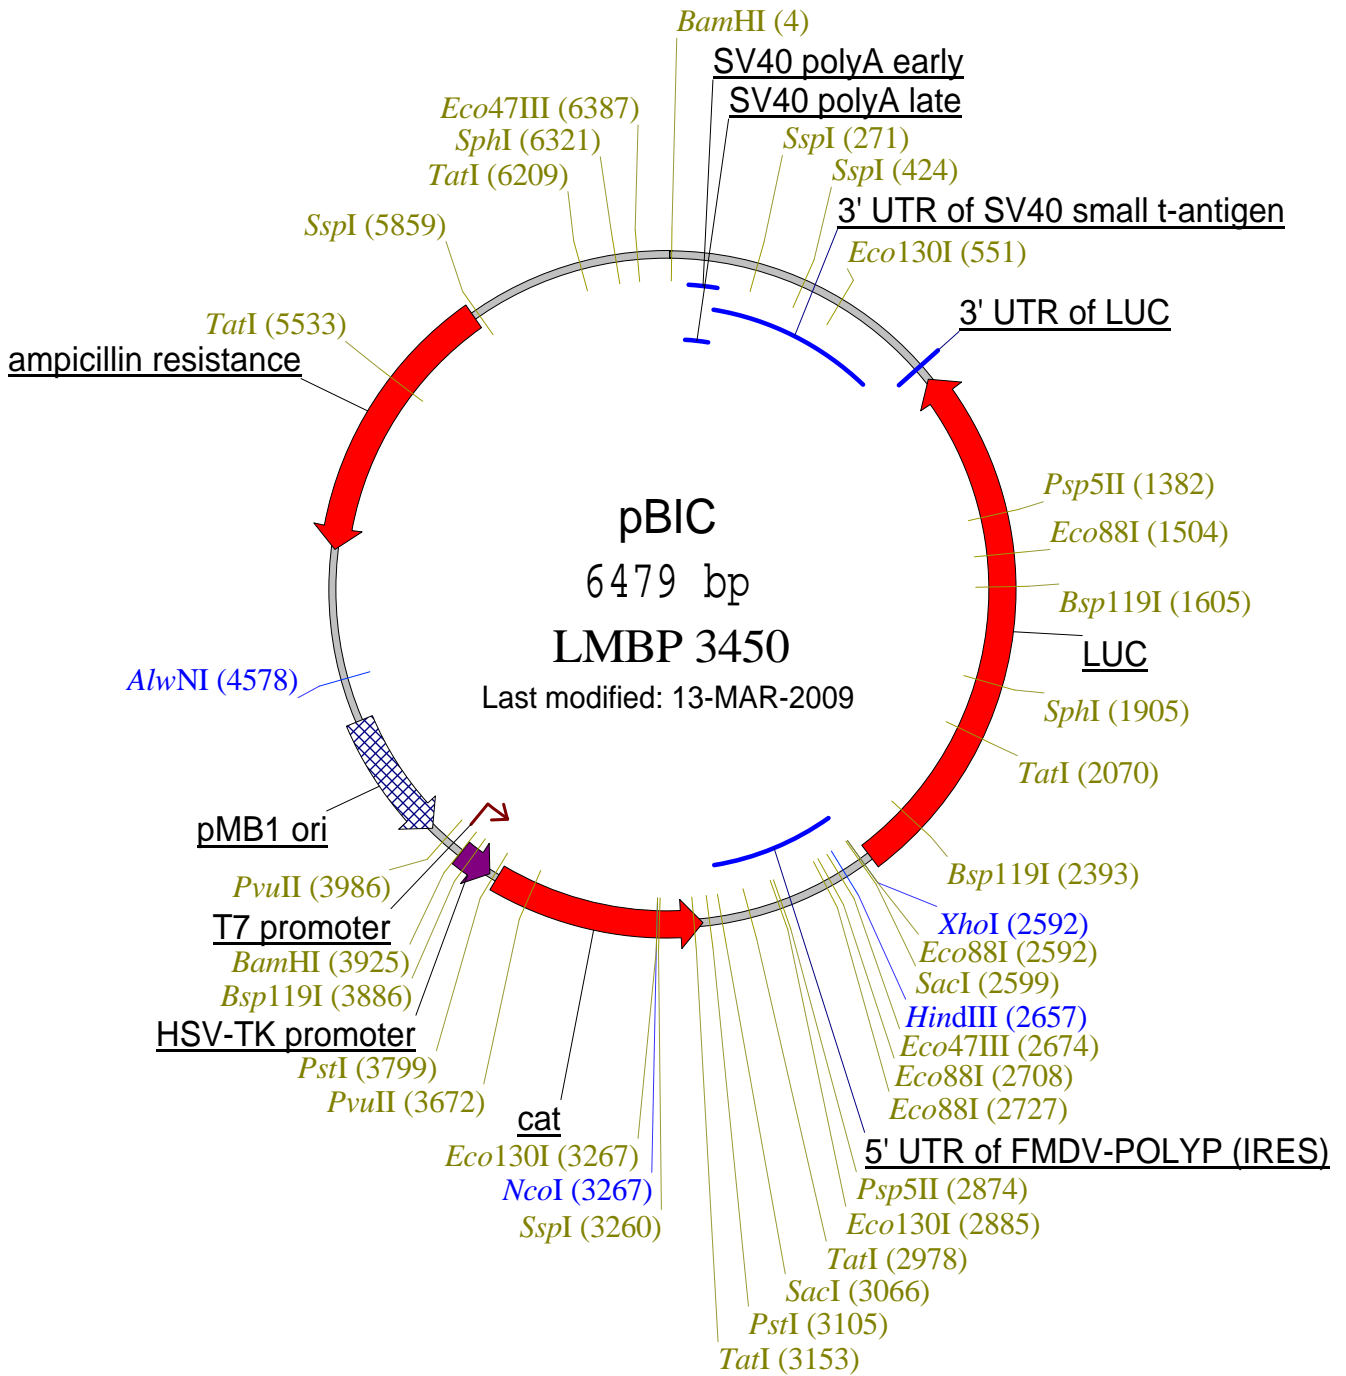 BamHI (4)
SV40 polyA early
SV40 polyA late
Eco47III (6387)
SphI (6321)
TatI (6209)
SspI (271)
SspI (424)
3' UTR of SV40 small t-antigen
SspI (5859)
Eco130I (551)
TatI (5533)
3' UTR of LUC
ampicillin resistance
Psp5II (1382)
Eco88I (1504)
Bsp119I (1605)
LUC
pBIC
6479 bp
LMBP 3450
Last modified: 13-MAR-2009
AlwNI (4578)
SphI (1905)
TatI (2070)
pMB1 ori
Bsp119I (2393)
PvuII (3986)
T7 promoter
BamHI (3925)
Bsp119I (3886)
HSV-TK promoter
PstI (3799)
PvuII (3672)
XhoI (2592)
Eco88I (2592)
SacI (2599)
HindIII (2657)
Eco47III (2674)
Eco88I (2708)
Eco88I (2727)
cat
Eco130I (3267)
NcoI (3267)
SspI (3260)
5' UTR of FMDV-POLYP (IRES)
Psp5II (2874)
Eco130I (2885)
TatI (2978)
SacI (3066)
PstI (3105)
TatI (3153)